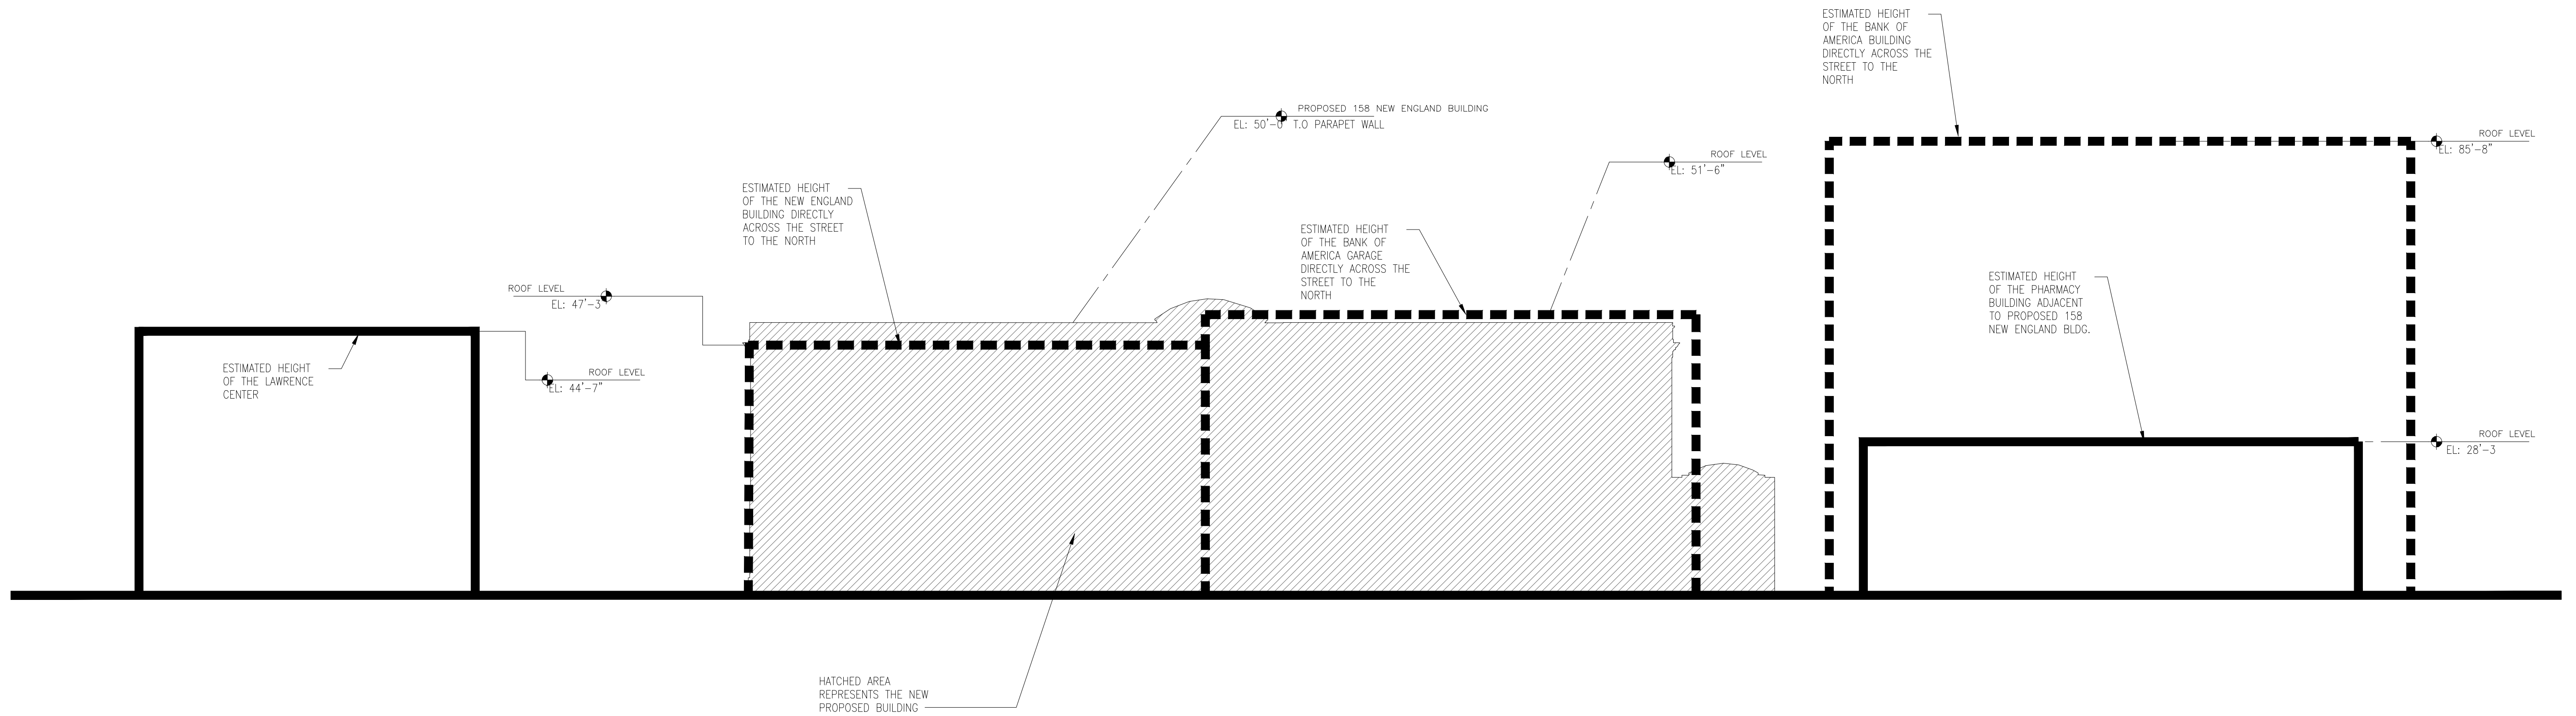 ESTIMATED HEIGHT
OF THE BANK OF
AMERICA BUILDING
DIRECTLY ACROSS THE
STREET TO THE
NORTH
PROPOSED 158 NEW ENGLAND BUILDING
EL: 50'-0" T.O PARAPET WALL
ROOF LEVEL
EL: 85'-8"
ROOF LEVEL
EL: 51'-6"
ESTIMATED HEIGHT
OF THE NEW ENGLAND
BUILDING DIRECTLY
ACROSS THE STREET
TO THE NORTH
ESTIMATED HEIGHT
OF THE BANK OF
AMERICA GARAGE
DIRECTLY ACROSS THE
STREET TO THE
NORTH
ESTIMATED HEIGHT
OF THE PHARMACY
BUILDING ADJACENT
TO PROPOSED 158
NEW ENGLAND BLDG.
ROOF LEVEL
EL: 47'-3"
ESTIMATED HEIGHT
OF THE LAWRENCE
CENTER
ROOF LEVEL
EL: 44'-7"
ROOF LEVEL
EL: 28'-3
HATCHED AREA
REPRESENTS THE NEW
PROPOSED BUILDING